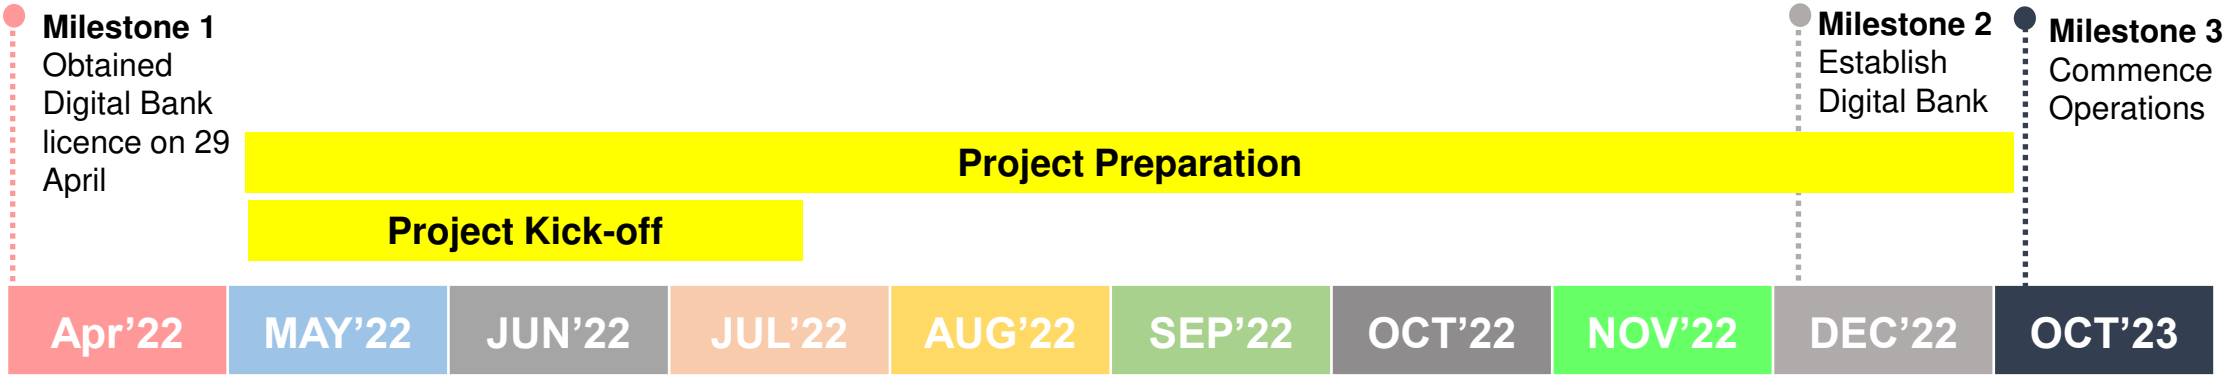 Milestone 1
Obtained
Digital Bank
licence on 29
April
Milestone 2
Establish
Digital Bank
Milestone 3
Commence
Operations
Project Preparation
Project Kick-off
Apr’22 MAY’22 JUN’22 JUL’22 AUG’22 SEP’22 OCT’22 NOV’22 DEC’22 OCT’23